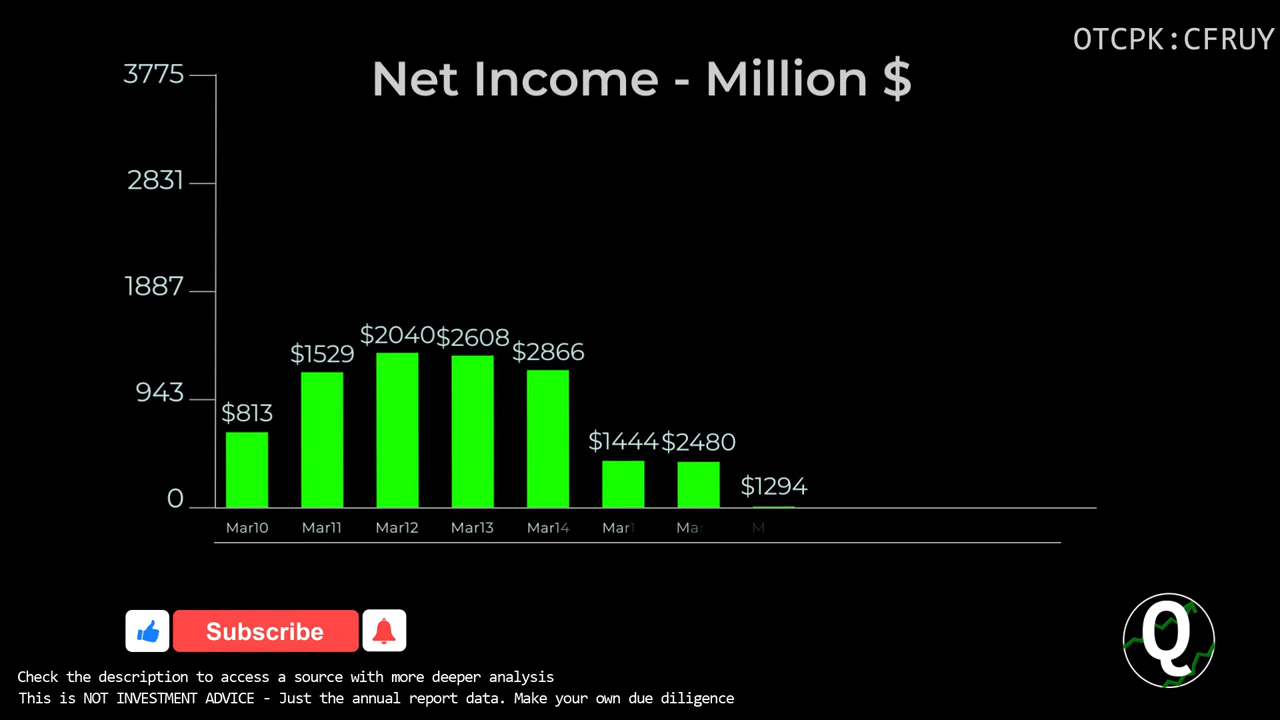 OTCPK:CFRUY
Net Income - Million $
3775
2831
1887
943
0
$813
$1529
$2040
$2608
$2866
$1444
$2480
$1294
Mar10
Mar11
Mar12
Mar13
Mar14
Mar1
Ma
M
Subscribe
Q
Check the description to access a source with more deeper analysis
This is NOT INVESTMENT ADVICE - Just the annual report data. Make your own due diligence